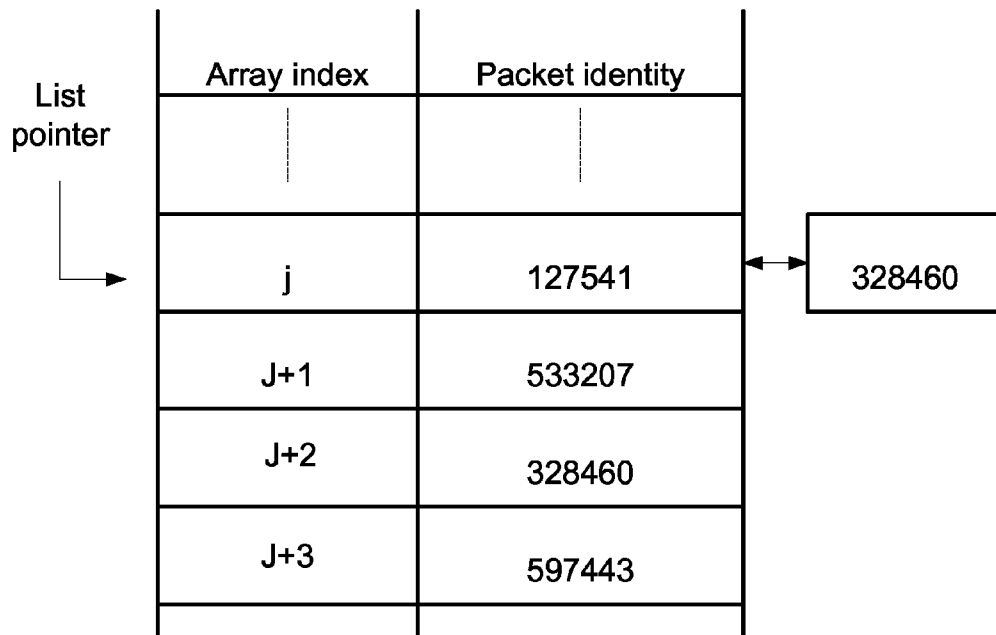 Array index Packet identity
List
pointer
j 127541 328460
J+1 533207
J+2 328460
J+3 597443